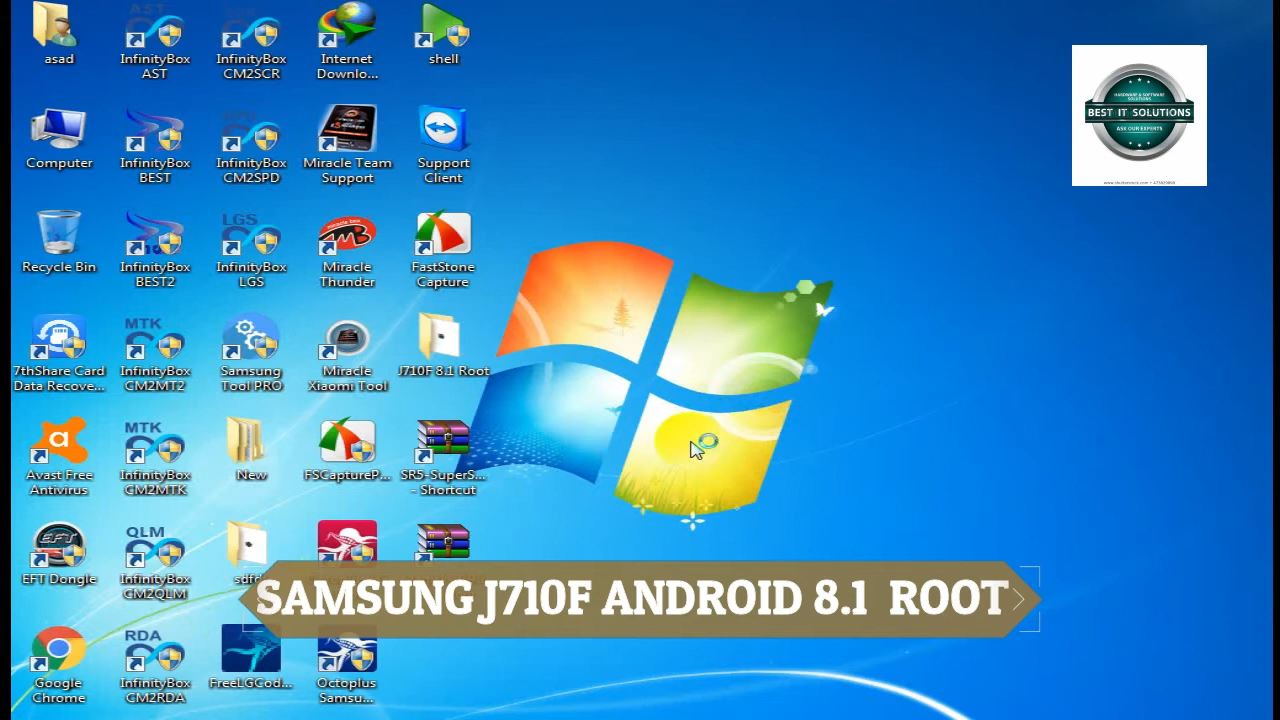 asad
InfinityBox
AST
InfinityBox
CM2SCR
Internet
Downlo...
shell
HARDWARE & SOFTWARE
SOLUTIONS
BEST IT SOLUTIONS
ASK OUR EXPERTS
Computer
InfinityBox
BEST
InfinityBox
CM2SPD
Miracle Team
Support
Support
Client
Recycle Bin
InfinityBox
BEST2
LGS
InfinityBox
LGS
Miracle
Thunder
FastStone
Capture
7thShare Card
Data Recove...
MTK
InfinityBox
CM2MT2
Samsung
Tool PRO
Miracle
Xiaomi Tool
J710F 8.1 Root
Avast Free
Antivirus
MTK
InfinityBox
CM2MTK
New
FSCaptureP...
SR5-SuperS...
- Shortcut
EFT
EFT Dongle
QLM
InfinityBox
CM2QLM
SAMSUNG J710F ANDROID 8.1 ROOT
Google
Chrome
RDA
InfinityBox
CM2RDA
FreeLGCod...
Octoplus
Samsu...